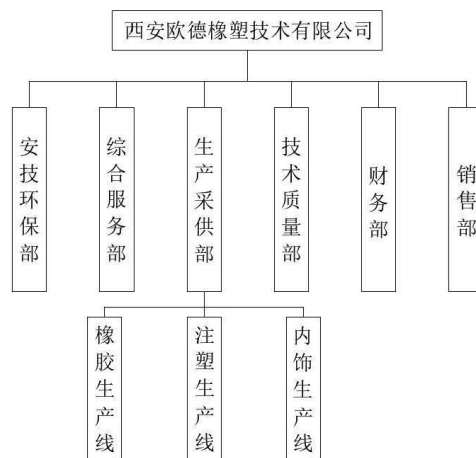 西安欧德橡塑技术有限公司
安技环保部
综合服务部
生产采供部
技术质量部
财务部
销售部
橡胶生产线
注塑生产线
内饰生产线